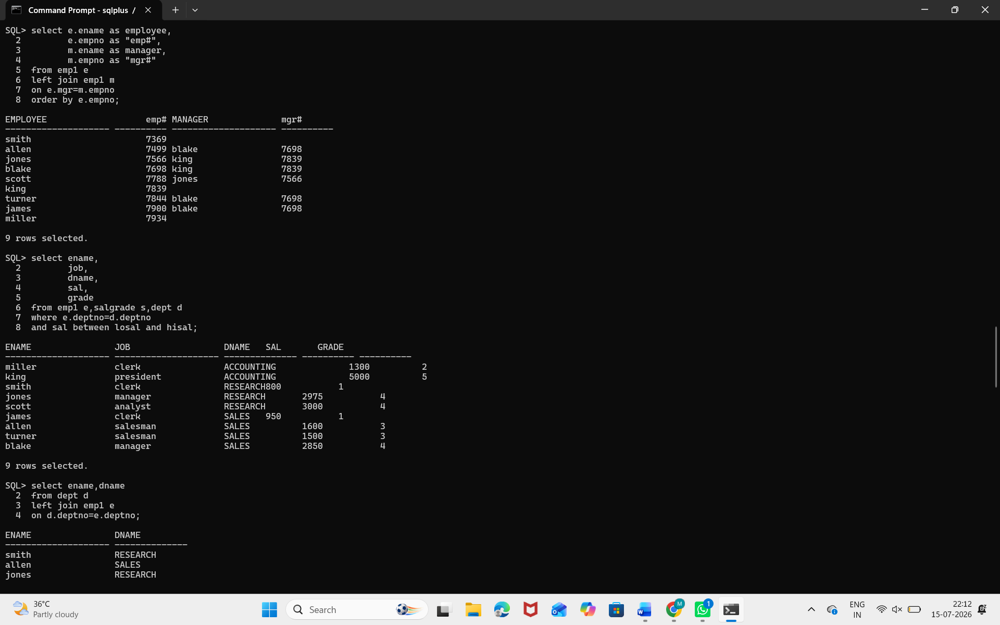 Command Prompt - sqlplus /
SQL> select e.ename as employee,
  2         e.empno as "emp#",
  3         m.ename as manager,
  4         m.empno as "mgr#"
  5  from emp1 e
  6  left join emp1 m
  7  on e.mgr=m.empno
  8  order by e.empno;
EMPLOYEE                   emp# MANAGER              mgr#
-------------------- ---------- -------------------- ----------
smith                      7369
allen                      7499 blake                7698
jones                      7566 king                 7839
blake                      7698 king                 7839
scott                      7788 jones                7566
king                       7839
turner                     7844 blake                7698
james                      7900 blake                7698
miller                     7934
9 rows selected.
SQL> select ename,
  2         job,
  3         dname,
  4         sal,
  5         grade
  6  from emp1 e,salgrade s,dept d
  7  where e.deptno=d.deptno
  8  and sal between losal and hisal;
ENAME                JOB                  DNAME   SAL       GRADE
-------------------- -------------------- -------------- ---------- ----------
miller               clerk                ACCOUNTING              1300          2
king                 president            ACCOUNTING              5000          5
smith                clerk                RESEARCH800           1
jones                manager              RESEARCH       2975           4
scott                analyst              RESEARCH       3000           4
james                clerk                SALES   950           1
allen                salesman             SALES          1600           3
turner               salesman             SALES          1500           3
blake                manager              SALES          2850           4
9 rows selected.
SQL> select ename,dname
  2  from dept d
  3  left join emp1 e
  4  on d.deptno=e.deptno;
ENAME                DNAME
-------------------- --------------
smith                RESEARCH
allen                SALES
jones                RESEARCH
36°C
Partly cloudy
Search
M
1
ENG
IN
22:12
15-07-2026